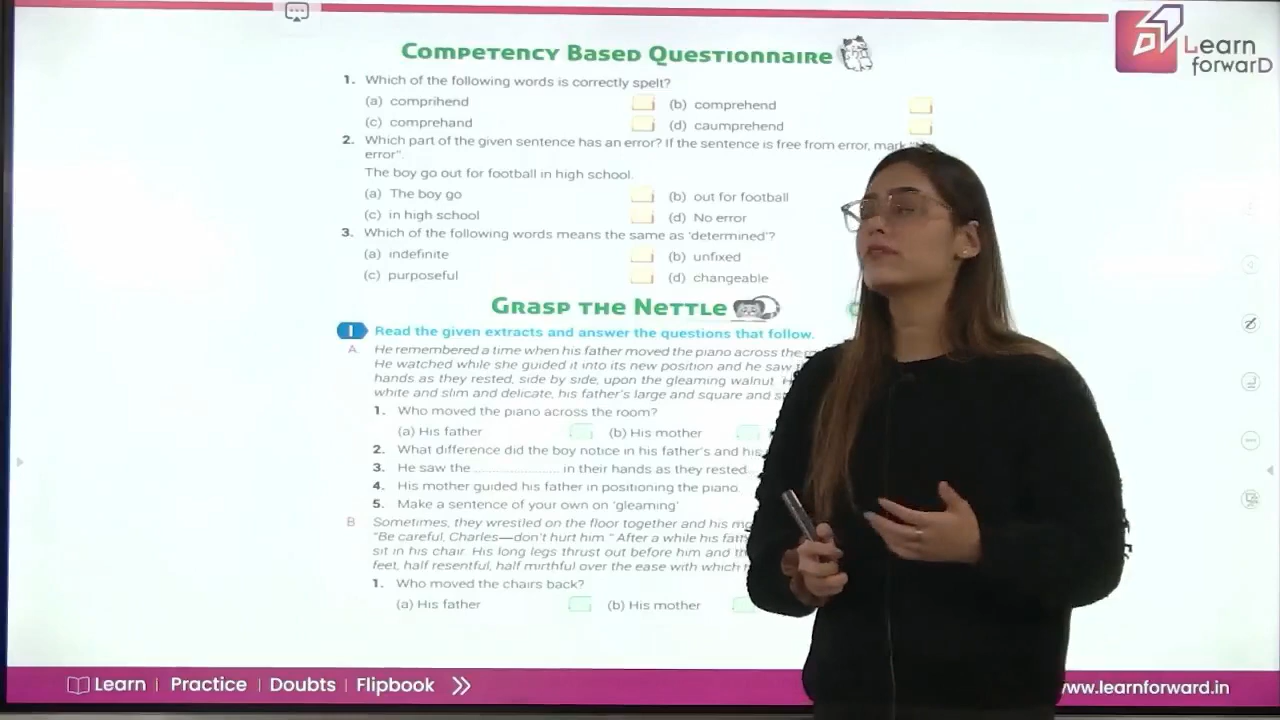 Learn
forwarD
Competency Based Questionnaire
1. Which of the following words is correctly spelt?
(a) comprihend (b) comprehend
(c) comprehand (d) caumprehend
2. Which part of the given sentence has an error? If the sentence is free from error, mark
error".
The boy go out for football in high school.
(a) The boy go (b) out for football
(c) in high school (d) No error
3. Which of the following words means the same as 'determined'?
(a) indefinite (b) unfixed
(c) purposeful (d) changeable
Grasp the Nettle
I Read the given extracts and answer the questions that follow.
A. He remembered a time when his father moved the piano across the
He watched while she guided it into its new position and he saw
hands as they rested, side by side, upon the gleaming walnut.
white and slim and delicate, his father's large and square and
1. Who moved the piano across the room?
(a) His father (b) His mother
2. What difference did the boy notice in his father's and his
3. He saw the .................... in their hands as they rested
4. His mother guided his father in positioning the piano
5. Make a sentence of your own on 'gleaming'
B Sometimes, they wrestled on the floor together and his
"Be careful, Charles—don't hurt him." After a while his
sit in his chair. His long legs thrust out before him and
feet, half resentful, half mirthful over the ease with which
1. Who moved the chairs back?
(a) His father (b) His mother
Learn | Practice | Doubts | Flipbook
www.learnforward.in